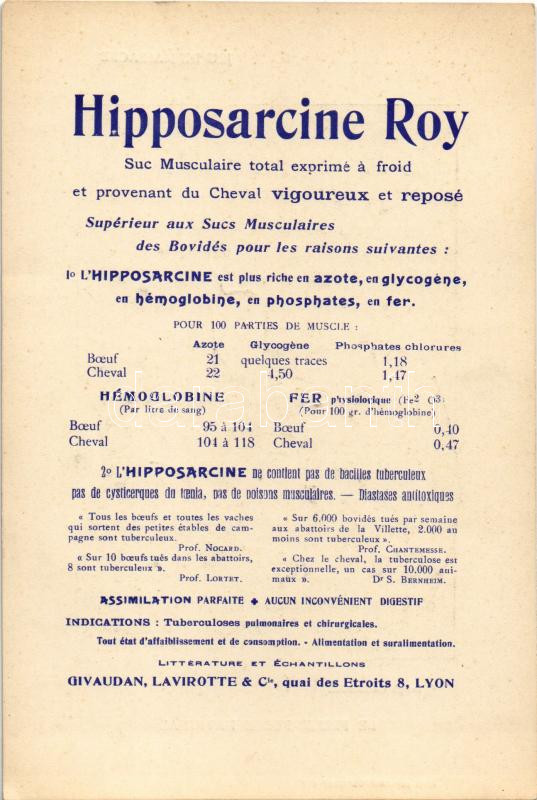 Hipposarcine Roy
Suc Musculaire total exprimé à froid
et provenant du Cheval vigoureux et reposé
Supérieur aux Sucs Musculaires
des Bovidés pour les raisons suivantes :
1º L'HIPPOSARCINE est plus riche en azote, en glycogène,
en hémoglobine, en phosphates, en fer.
POUR 100 PARTIES DE MUSCLE :
Azote Glycogène Phosphates chlorures
Bœuf 21 quelques traces 1,18
Cheval 22 4,50 1,47
HÉMOGLOBINE
(Par litre de sang)
Bœuf 95 à 104
Cheval 104 à 118
FER physiologique (Fe² O³)
(Pour 100 gr. d'hémoglobine)
Bœuf 0,40
Cheval 0,47
2º L'HIPPOSARCINE ne contient pas de bacilles tuberculeux
pas de cysticerques du tœnia, pas de poisons musculaires. — Diastases antitoxiques
« Tous les bœufs et toutes les vaches
qui sortent des petites étables de cam-
pagne sont tuberculeux.
Prof. NOCARD.
« Sur 10 bœufs tués dans les abattoirs,
8 sont tuberculeux ».
Prof. LORTET.
« Sur 6.000 bovidés tués par semaine
aux abattoirs de la Villette, 2.000 au
moins sont tuberculeux ».
Prof. CHANTEMESSE.
« Chez le cheval, la tuberculose est
exceptionnelle, un cas sur 10.000 ani-
maux ». Dr S. BERNHEIM.
ASSIMILATION PARFAITE + AUCUN INCONVÉNIENT DIGESTIF
INDICATIONS : Tuberculoses pulmonaires et chirurgicales.
Tout état d'affaiblissement et de consomption. - Alimentation et suralimentation.
LITTÉRATURE ET ÉCHANTILLONS
GIVAUDAN, LAVIROTTE & Cie, quai des Etroits 8, LYON
darabanth